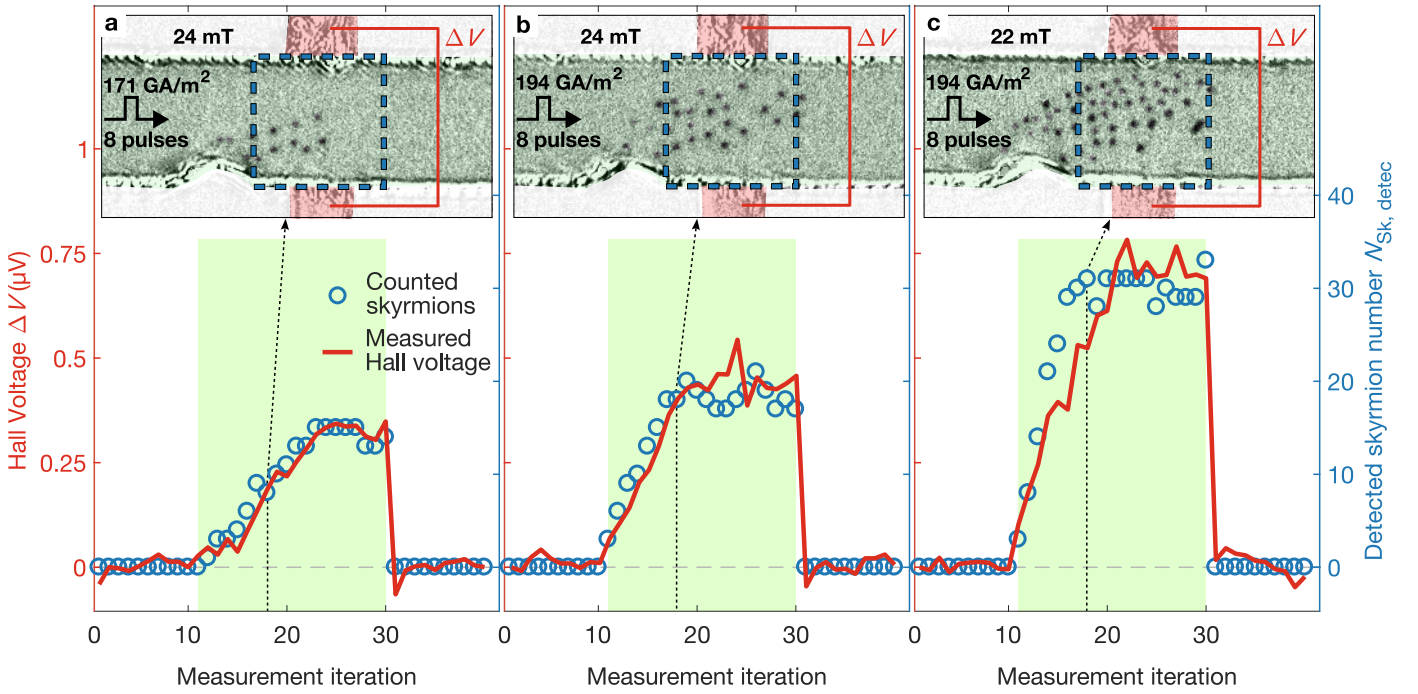 a
24 mT
ΔV
171 GA/m²
8 pulses
b
24 mT
ΔV
194 GA/m²
8 pulses
c
22 mT
ΔV
194 GA/m²
8 pulses
Hall Voltage ΔV (µV)
1
0.75
0.5
0.25
0
Counted
skyrmions
Measured
Hall voltage
40
30
20
10
0
Detected skyrmion number N_Sk, detec
0 10 20 30
0 10 20 30
0 10 20 30
Measurement iteration
Measurement iteration
Measurement iteration